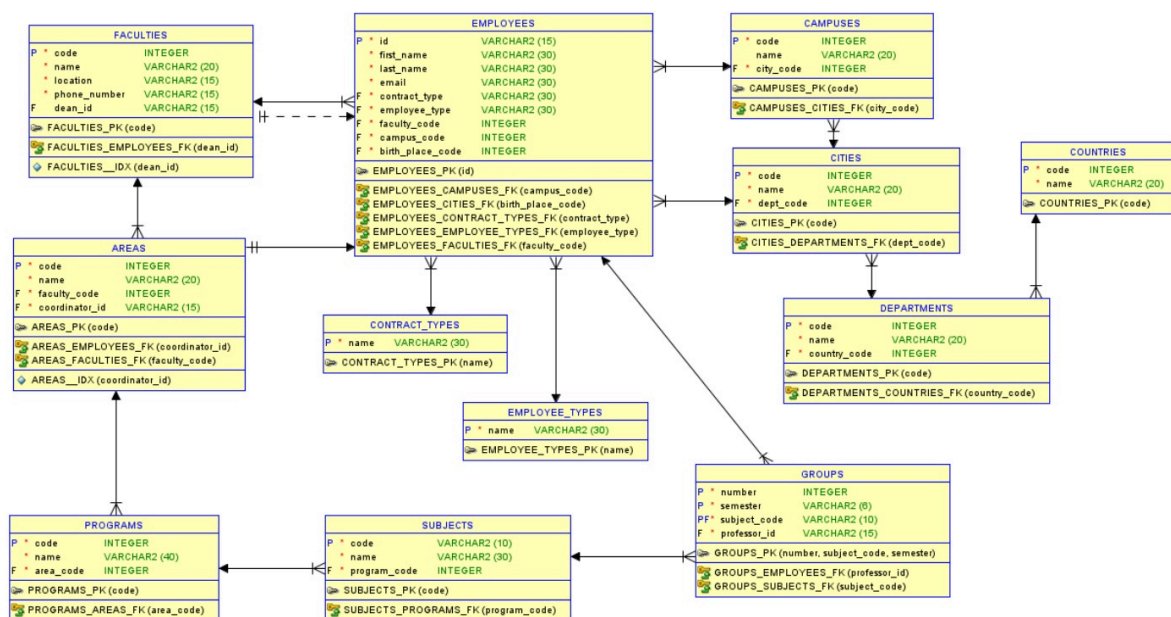 FACULTIES
P * code INTEGER
* name VARCHAR2 (20)
* location VARCHAR2 (15)
* phone_number VARCHAR2 (15)
F dean_id VARCHAR2 (15)
FACULTIES_PK (code)
FACULTIES_EMPLOYEES_FK (dean_id)
FACULTIES__IDX (dean_id)
EMPLOYEES
P * id VARCHAR2 (15)
* first_name VARCHAR2 (30)
* last_name VARCHAR2 (30)
* email VARCHAR2 (30)
F * contract_type VARCHAR2 (30)
F * employee_type VARCHAR2 (30)
F * faculty_code INTEGER
F * campus_code INTEGER
F * birth_place_code INTEGER
EMPLOYEES_PK (id)
EMPLOYEES_CAMPUSES_FK (campus_code)
EMPLOYEES_CITIES_FK (birth_place_code)
EMPLOYEES_CONTRACT_TYPES_FK (contract_type)
EMPLOYEES_EMPLOYEE_TYPES_FK (employee_type)
EMPLOYEES_FACULTIES_FK (faculty_code)
CAMPUSES
P * code INTEGER
name VARCHAR2 (20)
F * city_code INTEGER
CAMPUSES_PK (code)
CAMPUSES_CITIES_FK (city_code)
CITIES
P * code INTEGER
* name VARCHAR2 (20)
F * dept_code INTEGER
CITIES_PK (code)
CITIES_DEPARTMENTS_FK (dept_code)
COUNTRIES
P * code INTEGER
* name VARCHAR2 (20)
COUNTRIES_PK (code)
AREAS
P * code INTEGER
* name VARCHAR2 (20)
F * faculty_code INTEGER
F * coordinator_id VARCHAR2 (15)
AREAS_PK (code)
AREAS_EMPLOYEES_FK (coordinator_id)
AREAS_FACULTIES_FK (faculty_code)
AREAS__IDX (coordinator_id)
CONTRACT_TYPES
P * name VARCHAR2 (30)
CONTRACT_TYPES_PK (name)
DEPARTMENTS
P * code INTEGER
* name VARCHAR2 (20)
F * country_code INTEGER
DEPARTMENTS_PK (code)
DEPARTMENTS_COUNTRIES_FK (country_code)
EMPLOYEE_TYPES
P * name VARCHAR2 (30)
EMPLOYEE_TYPES_PK (name)
GROUPS
P * number INTEGER
P * semester VARCHAR2 (6)
PF* subject_code VARCHAR2 (10)
F * professor_id VARCHAR2 (15)
GROUPS_PK (number, subject_code, semester)
GROUPS_EMPLOYEES_FK (professor_id)
GROUPS_SUBJECTS_FK (subject_code)
PROGRAMS
P * code INTEGER
* name VARCHAR2 (40)
F * area_code INTEGER
PROGRAMS_PK (code)
PROGRAMS_AREAS_FK (area_code)
SUBJECTS
P * code VARCHAR2 (10)
* name VARCHAR2 (30)
F * program_code INTEGER
SUBJECTS_PK (code)
SUBJECTS_PROGRAMS_FK (program_code)